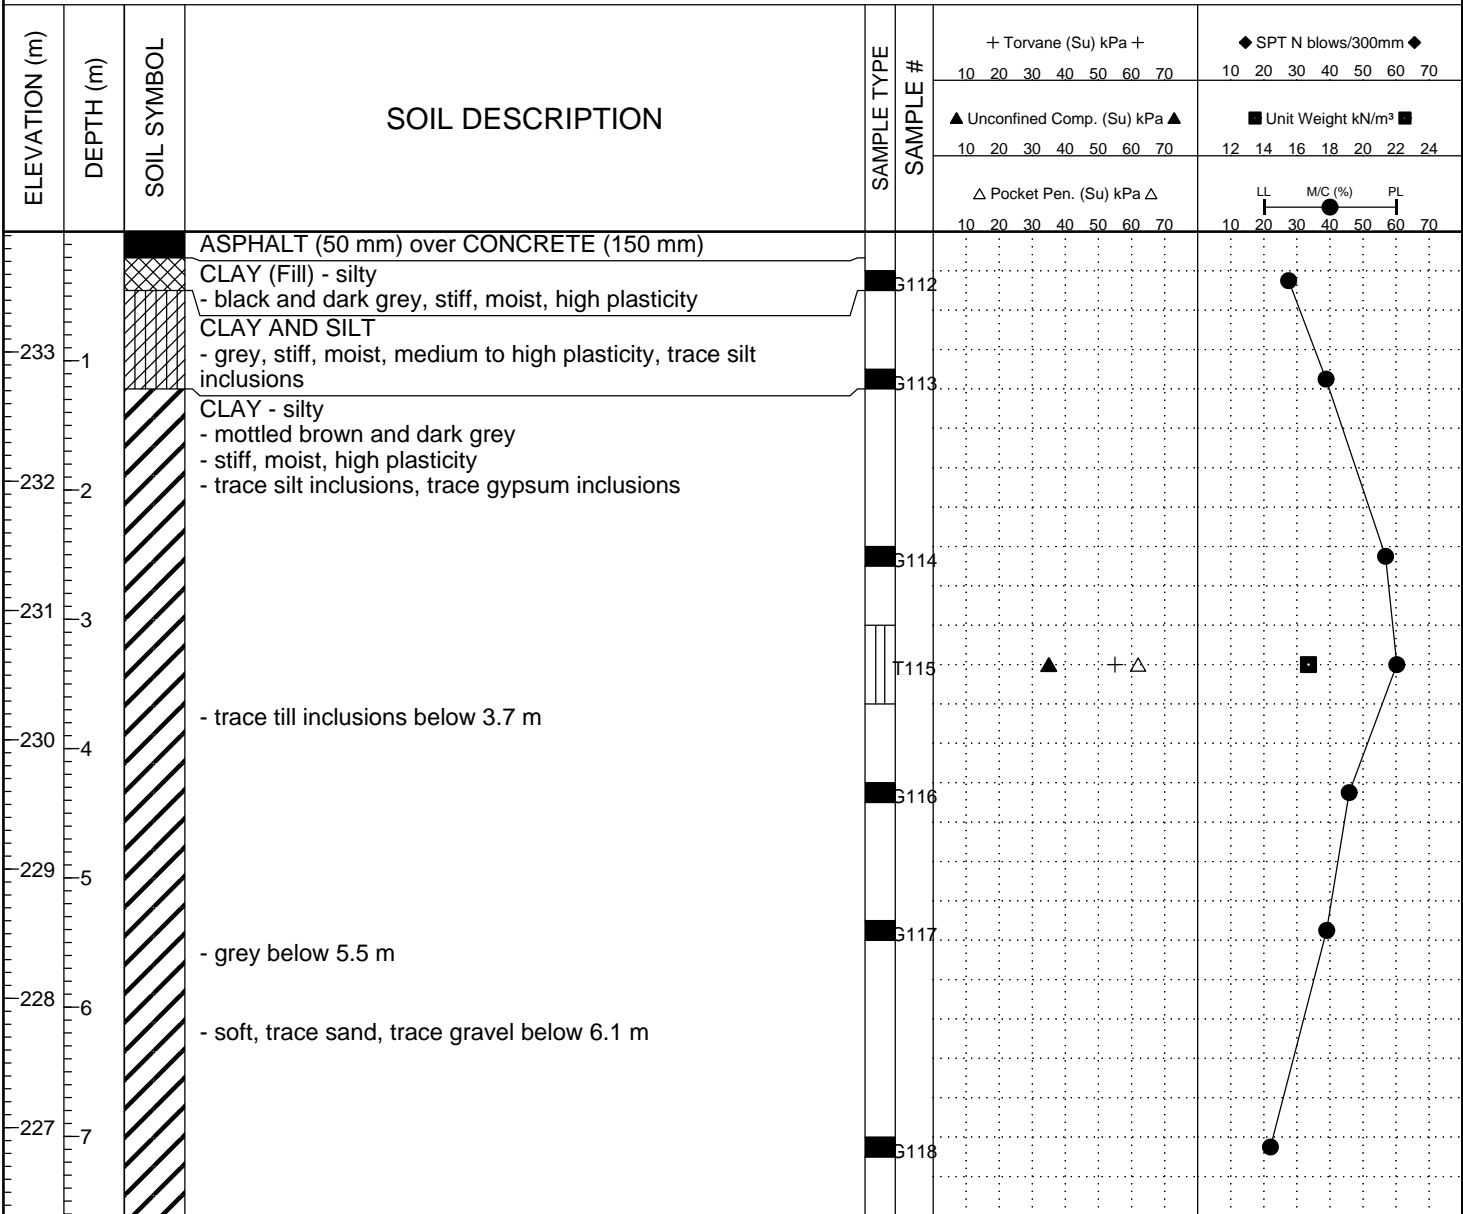 ELEVATION (m)
DEPTH (m)
SOIL SYMBOL
SOIL DESCRIPTION
SAMPLE TYPE
SAMPLE #
+ Torvane (Su) kPa +
10 20 30 40 50 60 70
▲ Unconfined Comp. (Su) kPa ▲
10 20 30 40 50 60 70
△ Pocket Pen. (Su) kPa △
10 20 30 40 50 60 70
◆ SPT N blows/300mm ◆
10 20 30 40 50 60 70
■ Unit Weight kN/m³ ■
12 14 16 18 20 22 24
LL M/C (%) PL
10 20 30 40 50 60 70
ASPHALT (50 mm) over CONCRETE (150 mm)
CLAY (Fill) - silty
- black and dark grey, stiff, moist, high plasticity
G112
CLAY AND SILT
- grey, stiff, moist, medium to high plasticity, trace silt
inclusions
233
1
G113
CLAY - silty
- mottled brown and dark grey
- stiff, moist, high plasticity
- trace silt inclusions, trace gypsum inclusions
232
2
G114
231
3
T115
- trace till inclusions below 3.7 m
230
4
G116
229
5
G117
- grey below 5.5 m
228
6
- soft, trace sand, trace gravel below 6.1 m
227
7
G118